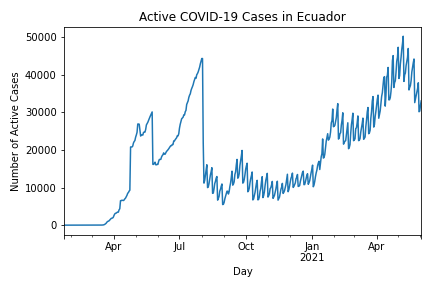 Active COVID-19 Cases in Ecuador
Number of Active Cases
50000
40000
30000
20000
10000
0
Apr
Jul
Oct
Jan
2021
Apr
Day